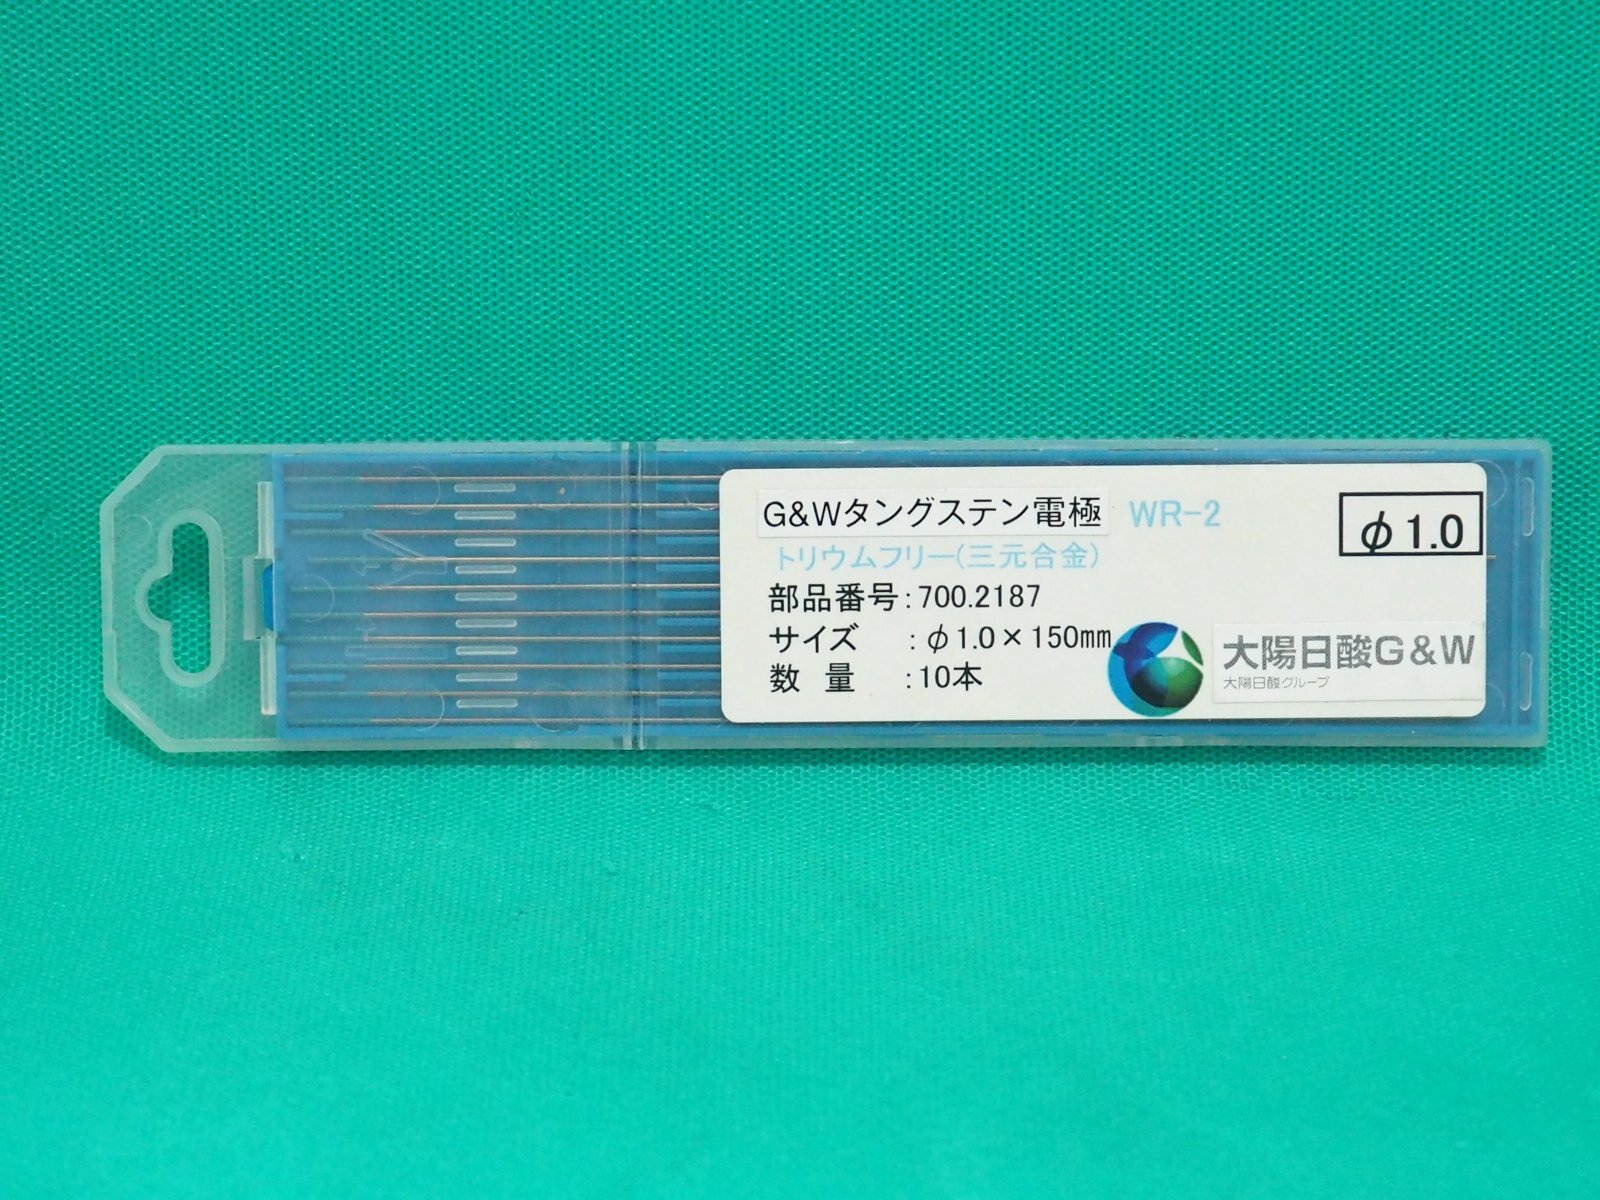 G&Wタングステン電極 WR-2
φ1.0
トリウムフリー(三元合金)
部品番号:700.2187
サイズ :φ1.0×150mm
数 量 :10本
大陽日酸G&W
大陽日酸グループ